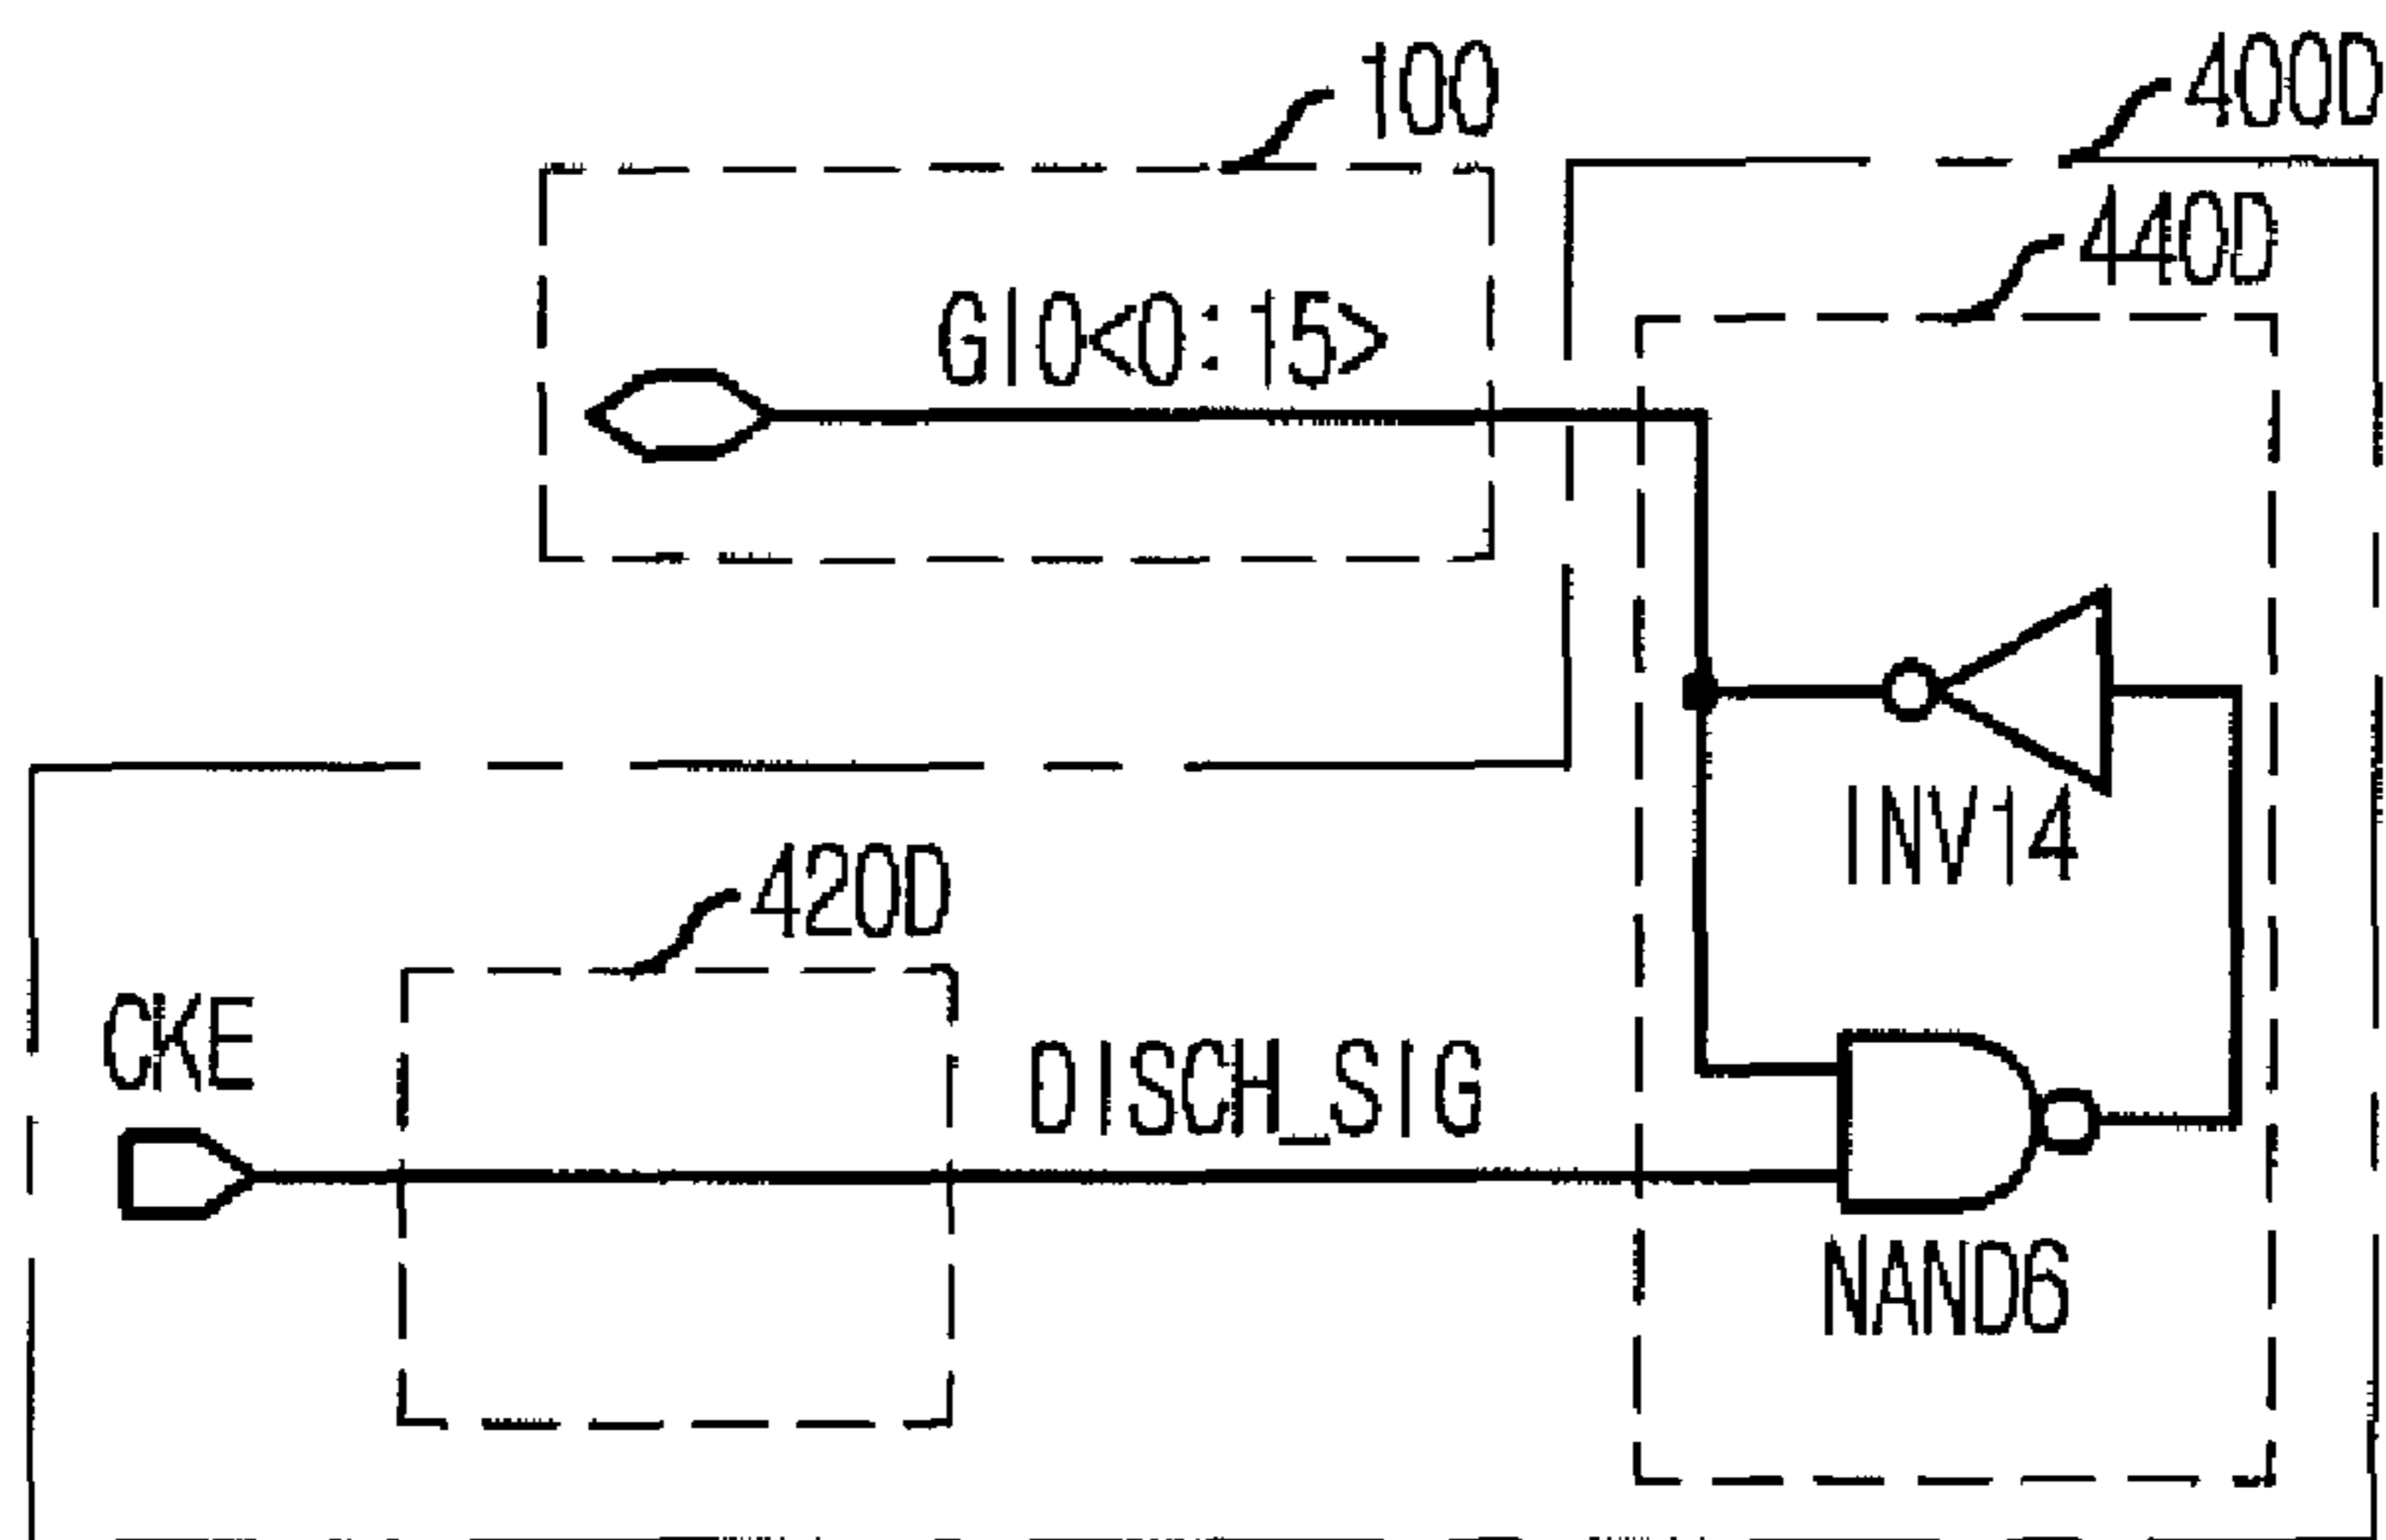 100
400D
440D
GIO<0:15>
INV14
420D
CKE
DISCH_SIG
NAND6